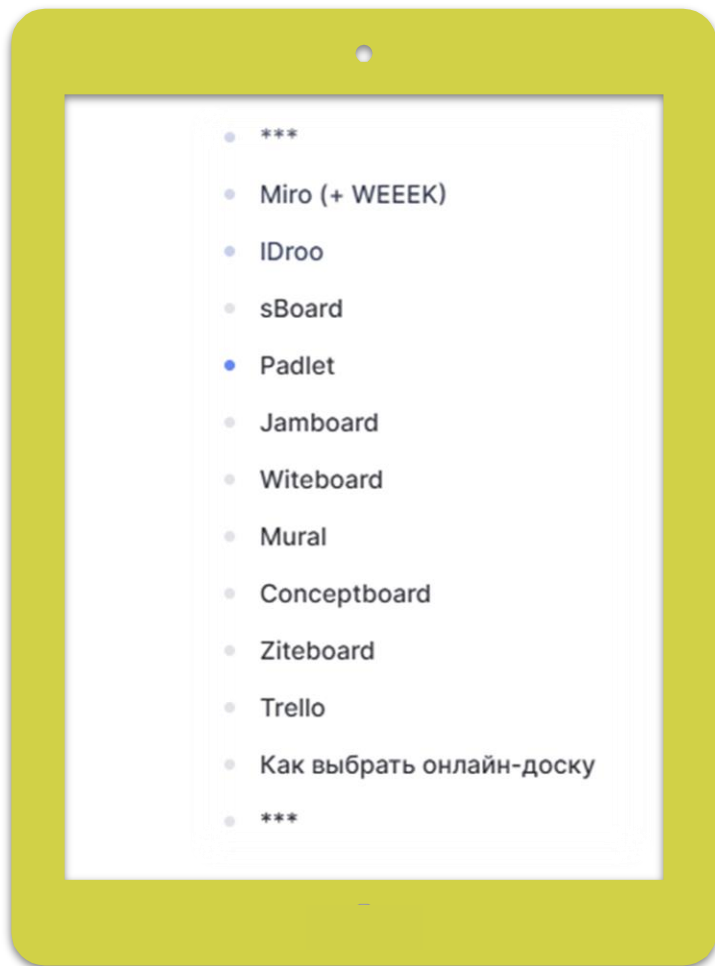 ***
Miro (+ WEEEK)
IDroo
sBoard
Padlet
Jamboard
Witeboard
Mural
Conceptboard
Ziteboard
Trello
Как выбрать онлайн-доску
***